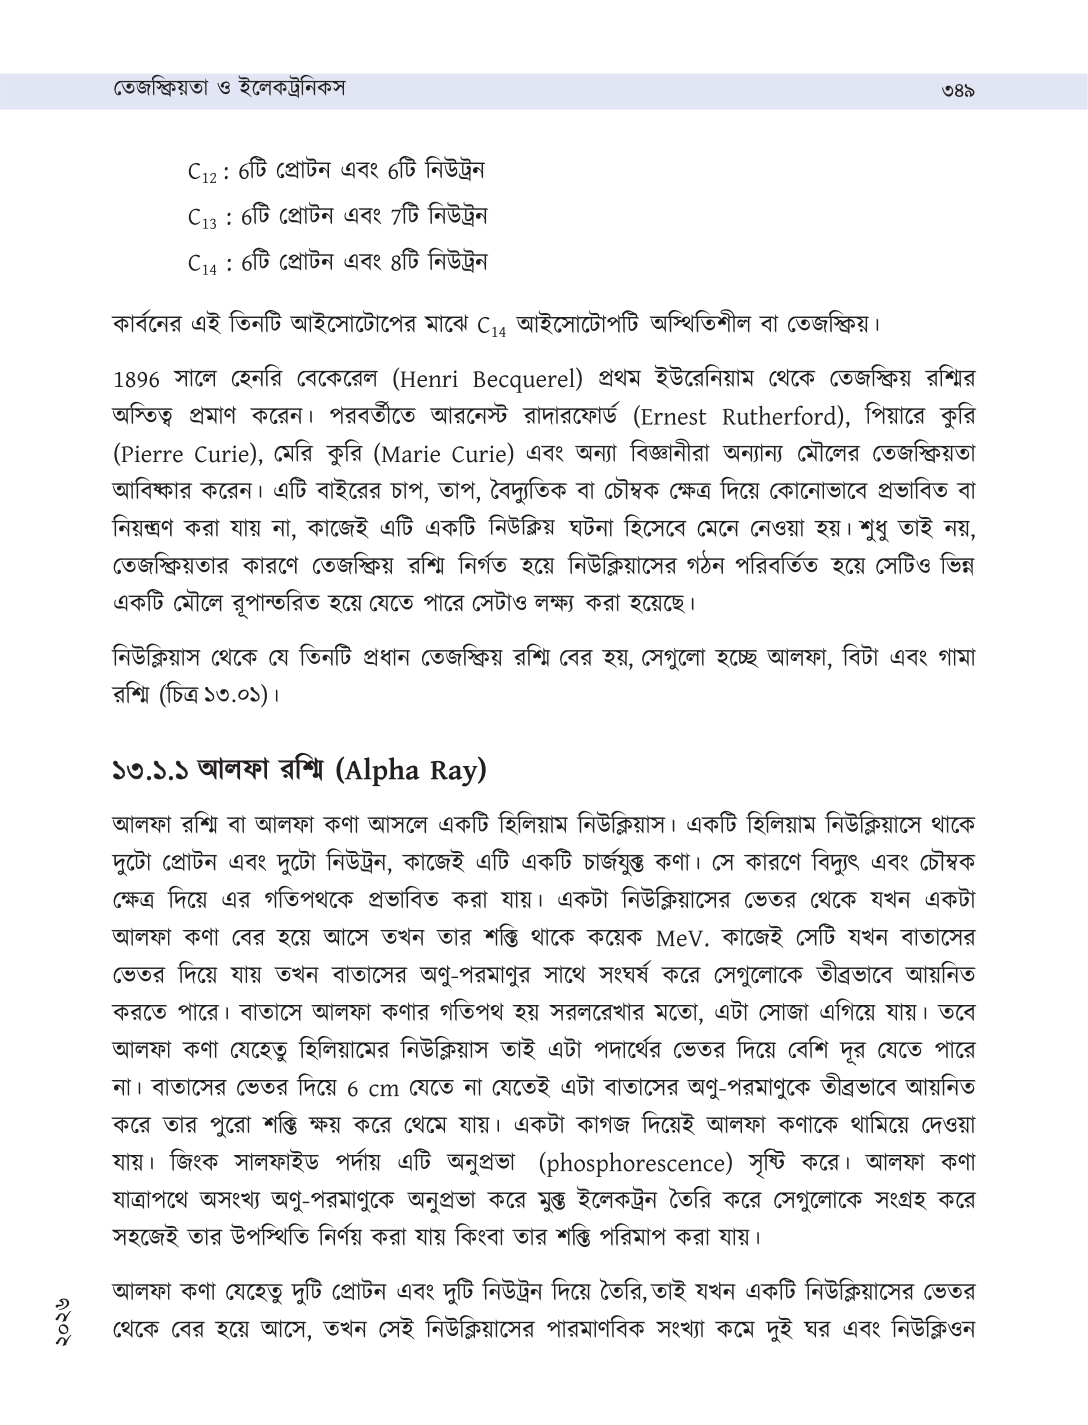 তেজস্ক্রিয়তা ও ইলেকট্রনিকস ৩৪৯
C₁₂ : 6টি প্রোটন এবং 6টি নিউট্রন
C₁₃ : 6টি প্রোটন এবং 7টি নিউট্রন
C₁₄ : 6টি প্রোটন এবং 8টি নিউট্রন
কার্বনের এই তিনটি আইসোটোপের মাঝে C₁₄ আইসোটোপটি অস্থিতিশীল বা তেজস্ক্রিয়।
1896 সালে হেনরি বেকেরেল (Henri Becquerel) প্রথম ইউরেনিয়াম থেকে তেজস্ক্রিয় রশ্মির
অস্তিত্ব প্রমাণ করেন। পরবর্তীতে আরনেস্ট রাদারফোর্ড (Ernest Rutherford), পিয়ারে কুরি
(Pierre Curie), মেরি কুরি (Marie Curie) এবং অন্যা বিজ্ঞানীরা অন্যান্য মৌলের তেজস্ক্রিয়তা
আবিষ্কার করেন। এটি বাইরের চাপ, তাপ, বৈদ্যুতিক বা চৌম্বক ক্ষেত্র দিয়ে কোনোভাবে প্রভাবিত বা
নিয়ন্ত্রণ করা যায় না, কাজেই এটি একটি নিউক্লিয় ঘটনা হিসেবে মেনে নেওয়া হয়। শুধু তাই নয়,
তেজস্ক্রিয়তার কারণে তেজস্ক্রিয় রশ্মি নির্গত হয়ে নিউক্লিয়াসের গঠন পরিবর্তিত হয়ে সেটিও ভিন্ন
একটি মৌলে রূপান্তরিত হয়ে যেতে পারে সেটাও লক্ষ্য করা হয়েছে।
নিউক্লিয়াস থেকে যে তিনটি প্রধান তেজস্ক্রিয় রশ্মি বের হয়, সেগুলো হচ্ছে আলফা, বিটা এবং গামা
রশ্মি (চিত্র ১৩.০১)।
১৩.১.১ আলফা রশ্মি (Alpha Ray)
আলফা রশ্মি বা আলফা কণা আসলে একটি হিলিয়াম নিউক্লিয়াস। একটি হিলিয়াম নিউক্লিয়াসে থাকে
দুটো প্রোটন এবং দুটো নিউট্রন, কাজেই এটি একটি চার্জযুক্ত কণা। সে কারণে বিদ্যুৎ এবং চৌম্বক
ক্ষেত্র দিয়ে এর গতিপথকে প্রভাবিত করা যায়। একটা নিউক্লিয়াসের ভেতর থেকে যখন একটা
আলফা কণা বের হয়ে আসে তখন তার শক্তি থাকে কয়েক MeV. কাজেই সেটি যখন বাতাসের
ভেতর দিয়ে যায় তখন বাতাসের অণু-পরমাণুর সাথে সংঘর্ষ করে সেগুলোকে তীব্রভাবে আয়নিত
করতে পারে। বাতাসে আলফা কণার গতিপথ হয় সরলরেখার মতো, এটা সোজা এগিয়ে যায়। তবে
আলফা কণা যেহেতু হিলিয়ামের নিউক্লিয়াস তাই এটা পদার্থের ভেতর দিয়ে বেশি দূর যেতে পারে
না। বাতাসের ভেতর দিয়ে 6 cm যেতে না যেতেই এটা বাতাসের অণু-পরমাণুকে তীব্রভাবে আয়নিত
করে তার পুরো শক্তি ক্ষয় করে থেমে যায়। একটা কাগজ দিয়েই আলফা কণাকে থামিয়ে দেওয়া
যায়। জিংক সালফাইড পর্দায় এটি অনুপ্রভা (phosphorescence) সৃষ্টি করে। আলফা কণা
যাত্রাপথে অসংখ্য অণু-পরমাণুকে অনুপ্রভা করে মুক্ত ইলেকট্রন তৈরি করে সেগুলোকে সংগ্রহ করে
সহজেই তার উপস্থিতি নির্ণয় করা যায় কিংবা তার শক্তি পরিমাপ করা যায়।
আলফা কণা যেহেতু দুটি প্রোটন এবং দুটি নিউট্রন দিয়ে তৈরি, তাই যখন একটি নিউক্লিয়াসের ভেতর
থেকে বের হয়ে আসে, তখন সেই নিউক্লিয়াসের পারমাণবিক সংখ্যা কমে দুই ঘর এবং নিউক্লিওন
২০২৬